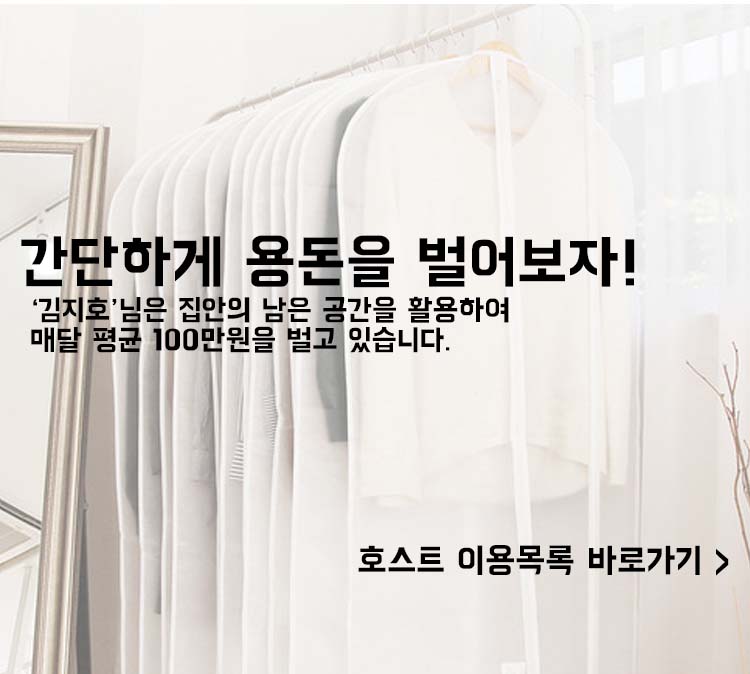 간단하게 용돈을 벌어보자!
‘김지호’님은 집안의 남은 공간을 활용하여
매달 평균 100만원을 벌고 있습니다.
호스트 이용목록 바로가기 >